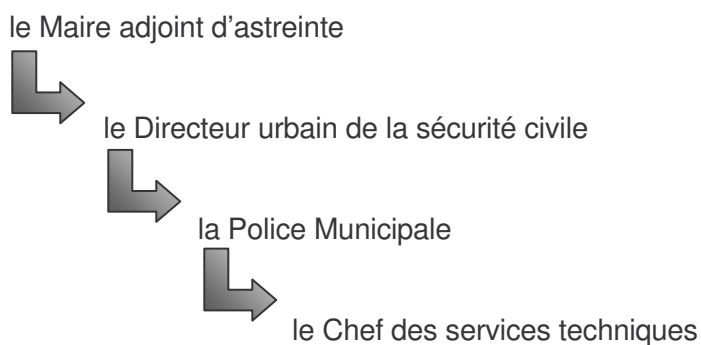 le Maire adjoint d'astreinte
le Directeur urbain de la sécurité civile
la Police Municipale
le Chef des services techniques